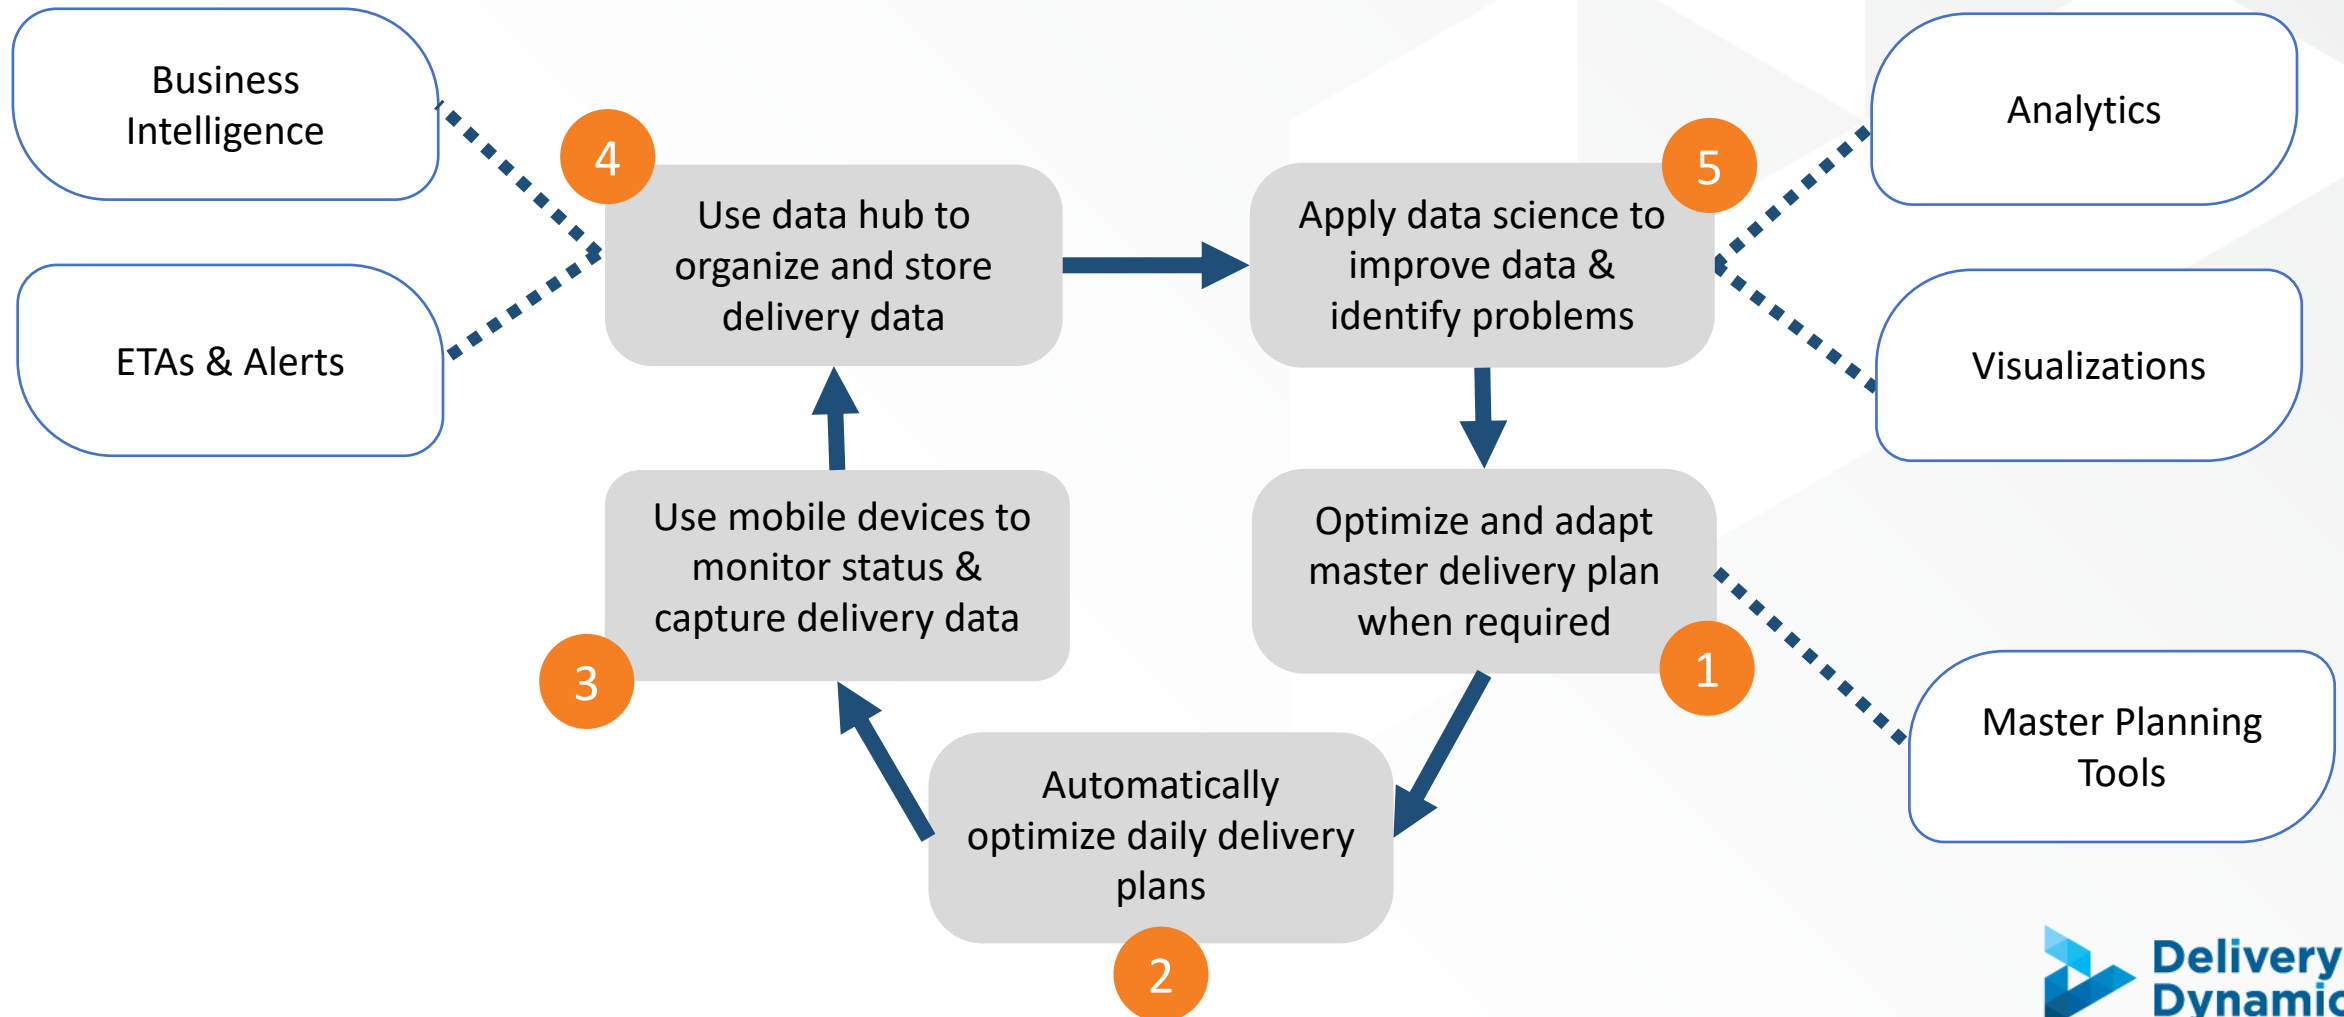 Business
Intelligence
4
Use data hub to
organize and store
delivery data
ETAs & Alerts
5
Apply data science to
improve data &
identify problems
Analytics
Visualizations
3
Use mobile devices to
monitor status &
capture delivery data
Optimize and adapt
master delivery plan
when required
1
Master Planning
Tools
Automatically
optimize daily delivery
plans
2
Delivery